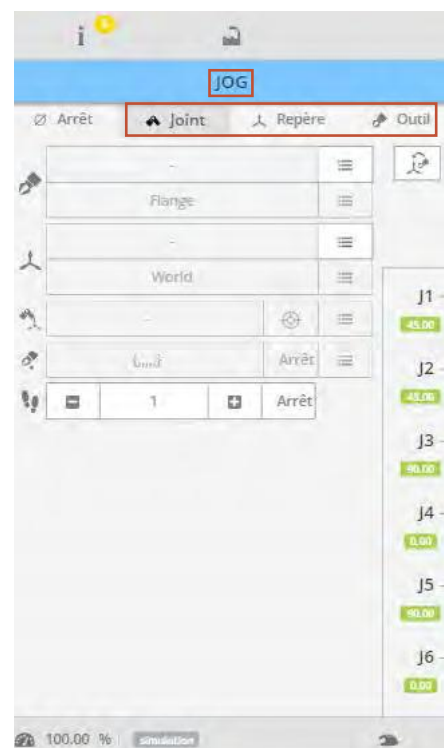 i
JOG
Arrêt Joint Repère Outil
-
Flange
-
World
-
Arrêt
1 Arrêt
J1 -
45.00
J2 -
45.00
J3 -
90.00
J4 -
0.00
J5 -
90.00
J6 -
0.00
100.00 % simulation